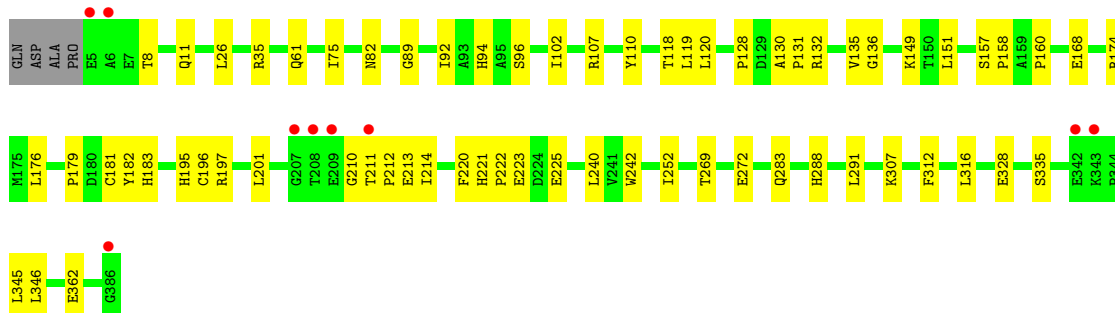 GLN ASP ALA PRO E5 A6 E7 T8 Q11 L26 R35 Q61 I75 N82 G89 I92 A93 H94 A95 S96 I102 R107 Y110 T118 L119 L120 P128 D129 A130 P131 R132 V135 G136 K149 T150 L151 S157 P158 A159 P160 E168
M175 L176 P179 D180 C181 Y182 H183 H195 C196 R197 L201 G207 T208 E209 G210 T211 P212 E213 I214 F220 H221 P222 E223 D224 E225 L240 V241 W242 I252 T269 E272 Q283 H288 L291 K307 F312 L316 E328 S335 E342 K343
L345 L346 E362 G386